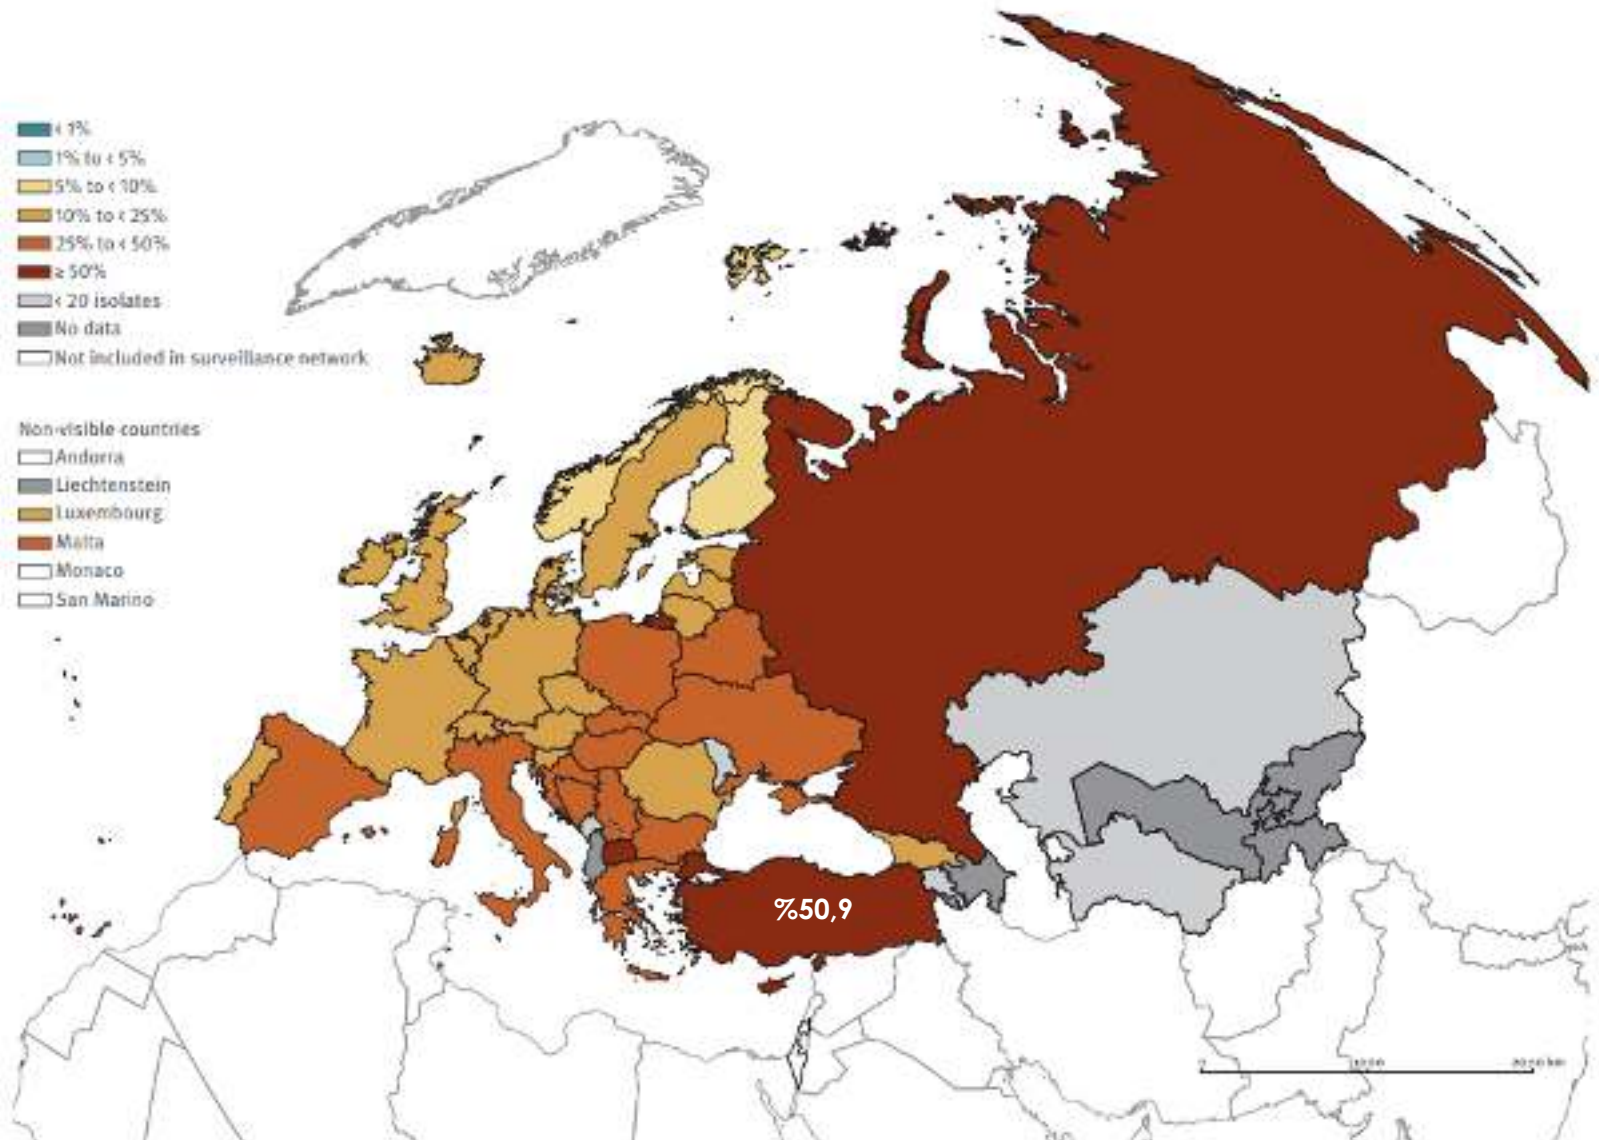 < 1%
1% to < 5%
5% to < 10%
10% to < 25%
25% to < 50%
≥ 50%
< 20 isolates
No data
Not included in surveillance network
Non-visible countries
Andorra
Liechtenstein
Luxembourg
Malta
Monaco
San Marino
%50,9